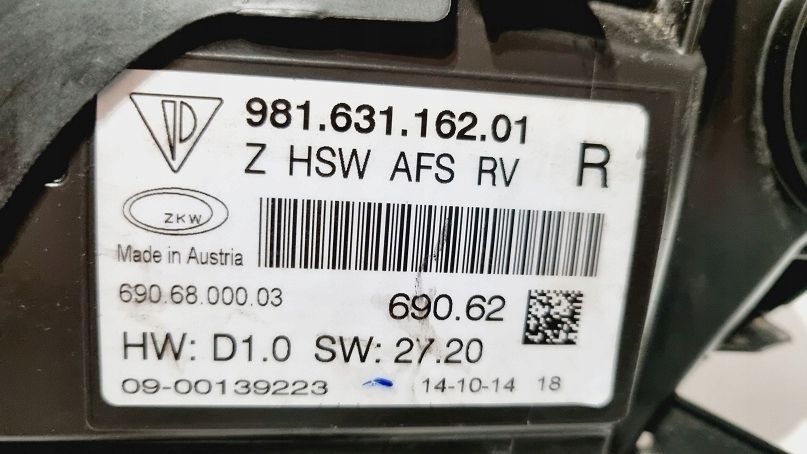 981.631.162.01
Z HSW AFS RV R
ZKW
Made in Austria
690.68.000.03
690.62
HW: D1.0 SW: 27.20
09-00139223 14-10-14 18